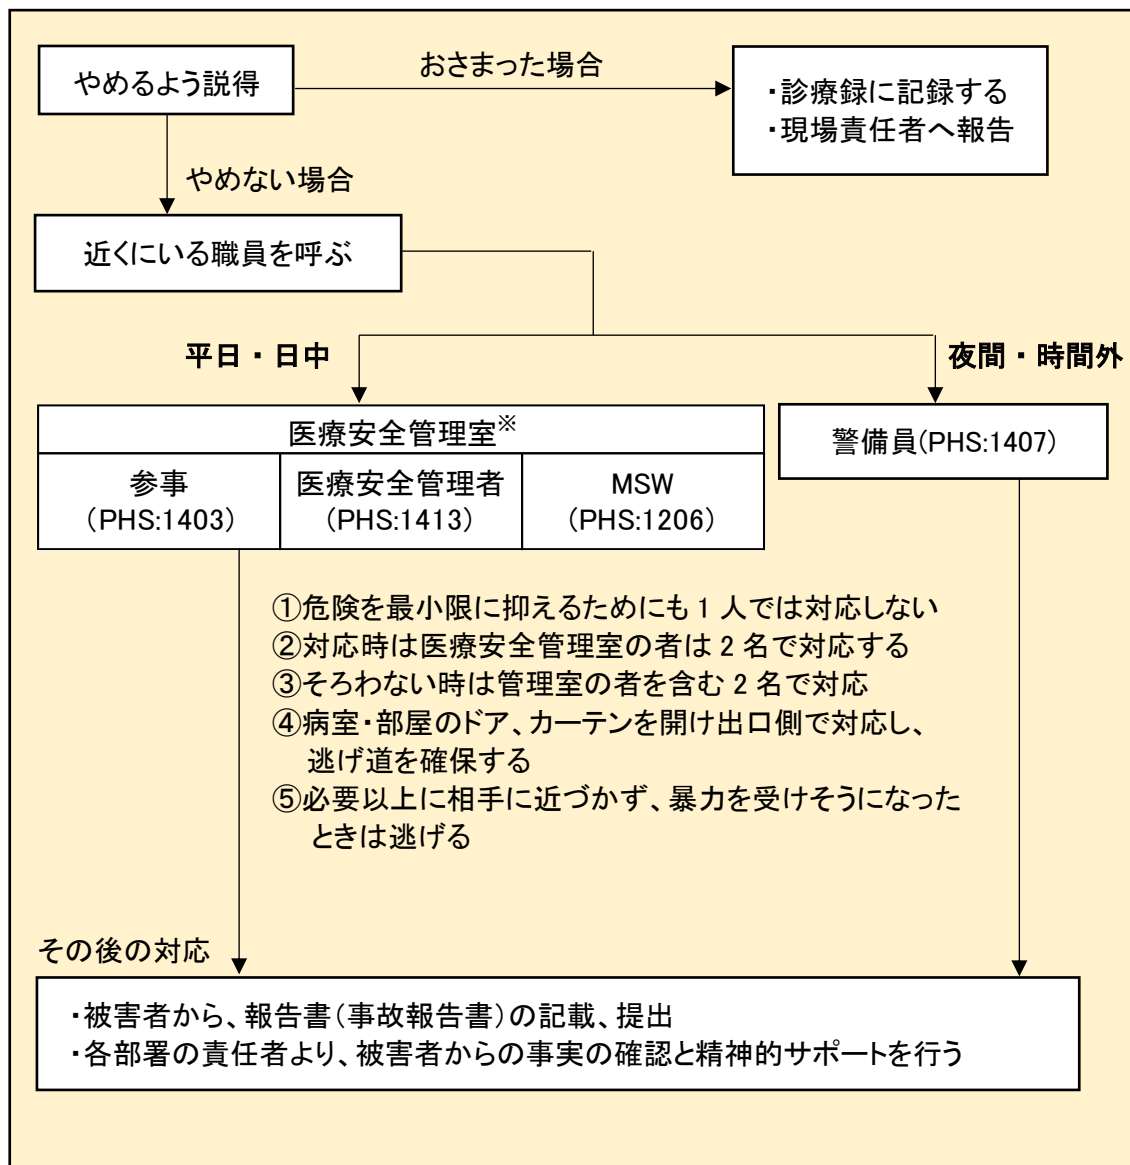 やめるよう説得
おさまった場合
・診療録に記録する
・現場責任者へ報告
やめない場合
近くにいる職員を呼ぶ
平日・日中
夜間・時間外
医療安全管理室※
参事
(PHS:1403)
医療安全管理者
(PHS:1413)
MSW
(PHS:1206)
警備員(PHS:1407)
①危険を最小限に抑えるためにも 1 人では対応しない
②対応時は医療安全管理室の者は 2 名で対応する
③そろわない時は管理室の者を含む 2 名で対応
④病室・部屋のドア、カーテンを開け出口側で対応し、
逃げ道を確保する
⑤必要以上に相手に近づかず、暴力を受けそうになった
ときは逃げる
その後の対応
・被害者から、報告書(事故報告書)の記載、提出
・各部署の責任者より、被害者からの事実の確認と精神的サポートを行う